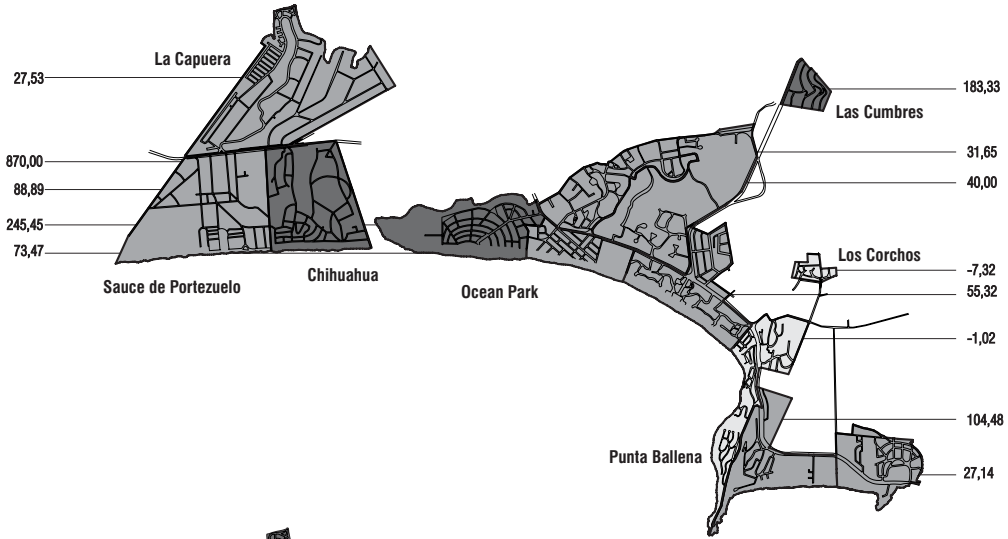 La Capuera
27,53
183,33
Las Cumbres
870,00
31,65
88,89
40,00
245,45
73,47
Los Corchos
-7,32
Chihuahua
Sauce de Portezuelo
Ocean Park
55,32
-1,02
104,48
Punta Ballena
27,14